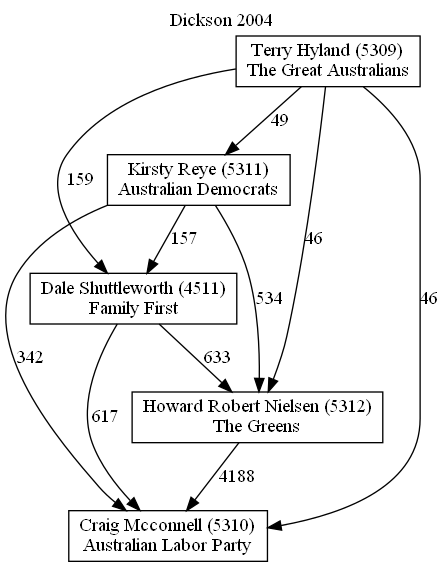 Dickson 2004
Terry Hyland (5309)
The Great Australians
49
Kirsty Reye (5311)
Australian Democrats
159
157
46
Dale Shuttleworth (4511)
Family First
534
46
342
633
617
Howard Robert Nielsen (5312)
The Greens
4188
Craig Mcconnell (5310)
Australian Labor Party